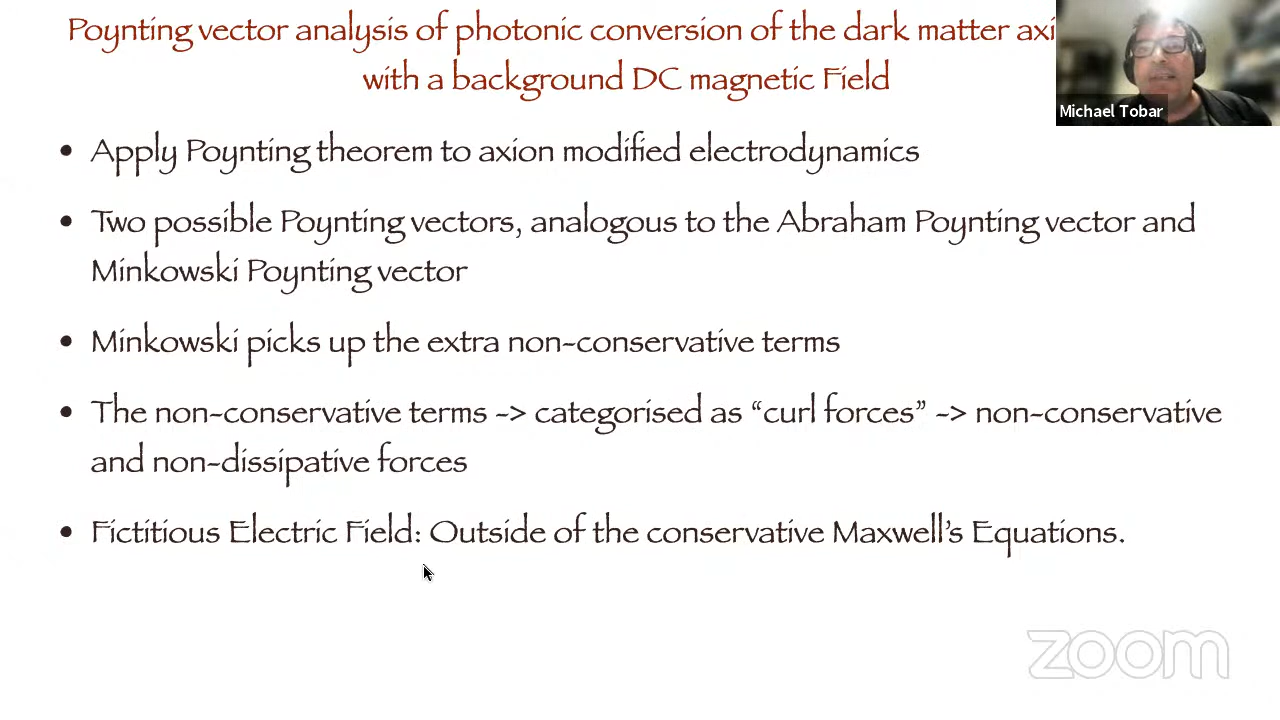 Poynting vector analysis of photonic conversion of the dark matter axi
with a background DC magnetic Field
Michael Tobar
• Apply Poynting theorem to axion modified electrodynamics
• Two possible Poynting vectors, analogous to the Abraham Poynting vector and
Minkowski Poynting vector
• Minkowski picks up the extra non-conservative terms
• The non-conservative terms -> categorised as “curl forces” -> non-conservative
and non-dissipative forces
• Fictitious Electric Field: Outside of the conservative Maxwell’s Equations.
zoom